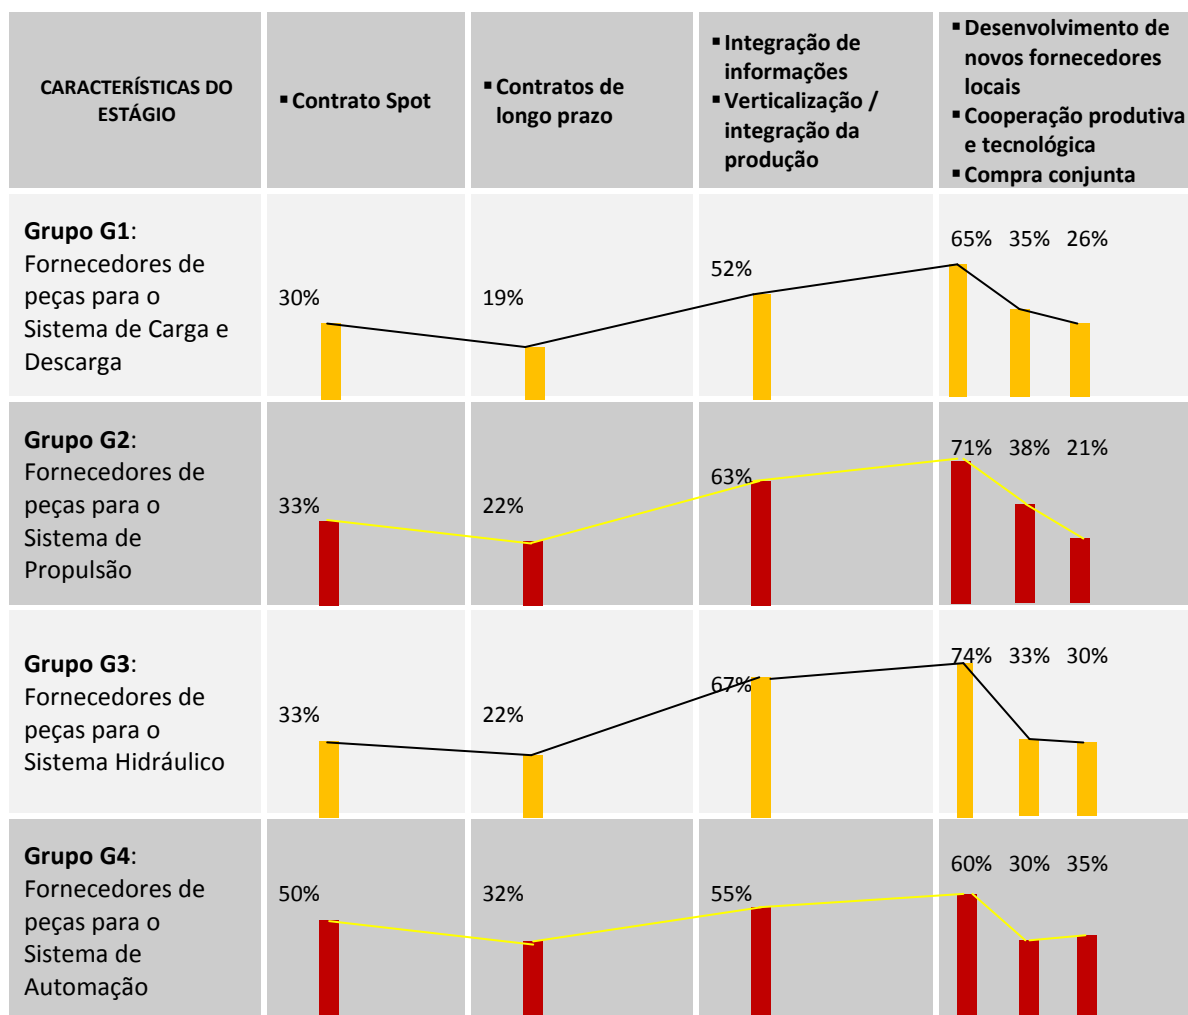 CARACTERÍSTICAS DO
ESTÁGIO
▪ Contrato Spot
▪ Contratos de
longo prazo
▪ Integração de
informações
▪ Verticalização /
integração da
produção
▪ Desenvolvimento de
novos fornecedores
locais
▪ Cooperação produtiva
e tecnológica
▪ Compra conjunta
Grupo G1:
Fornecedores de
peças para o
Sistema de Carga e
Descarga
30%
19%
52%
65% 35% 26%
Grupo G2:
Fornecedores de
peças para o
Sistema de
Propulsão
33%
22%
63%
71% 38% 21%
Grupo G3:
Fornecedores de
peças para o
Sistema Hidráulico
33%
22%
67%
74% 33% 30%
Grupo G4:
Fornecedores de
peças para o
Sistema de
Automação
50%
32%
55%
60% 30% 35%